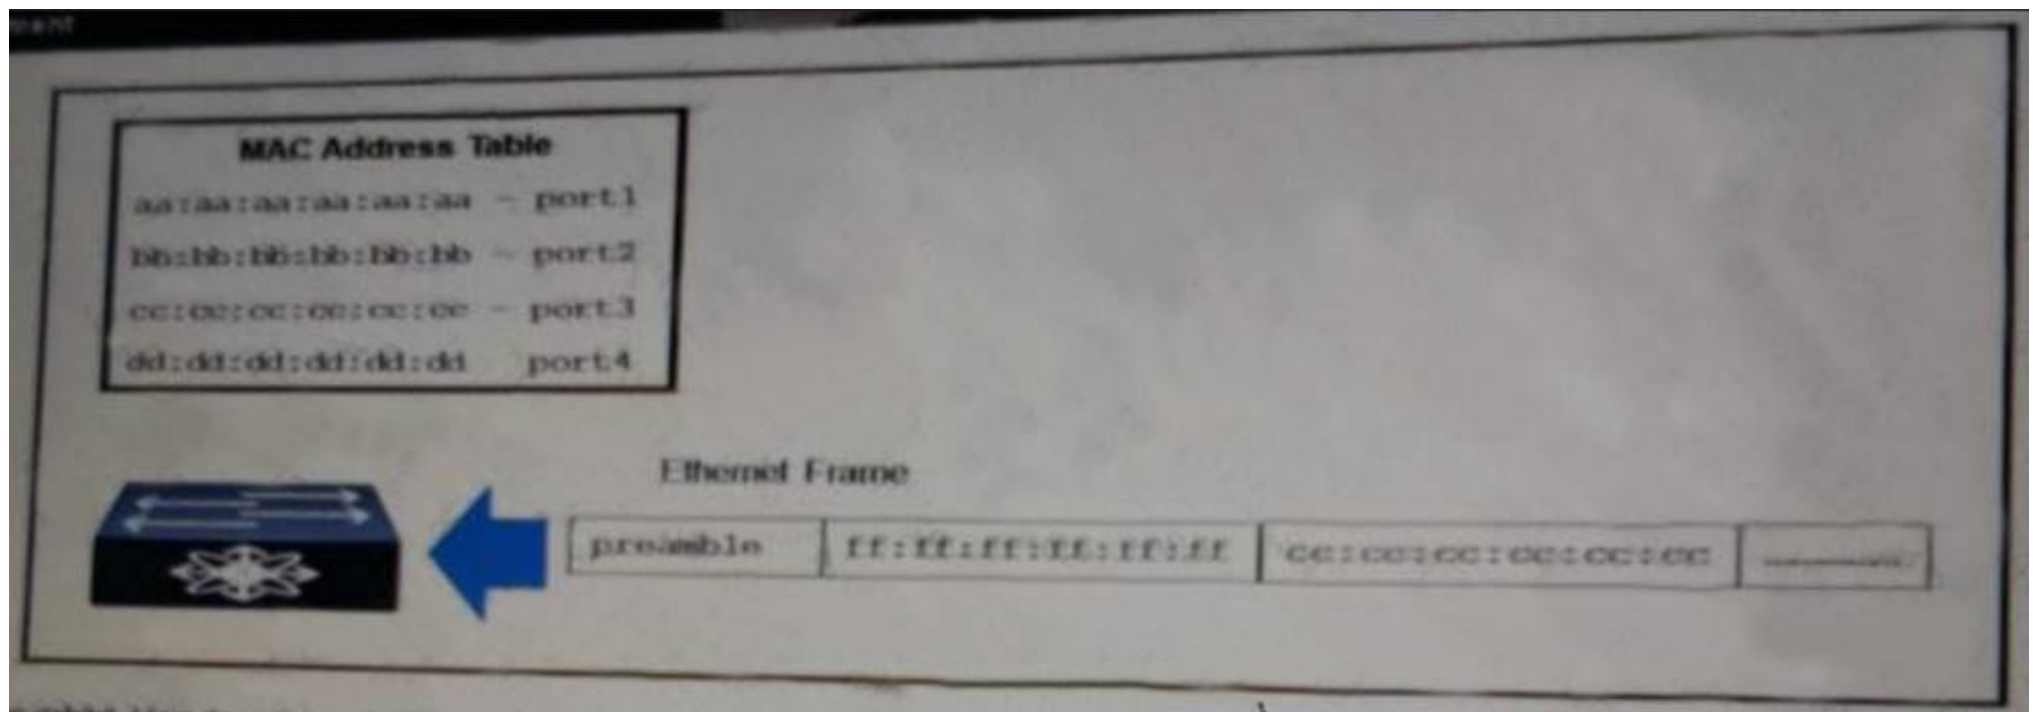 ment
MAC Address Table
aa:aa:aa:aa:aa:aa - port1
bb:bb:bb:bb:bb:bb - port2
cc:cc:cc:cc:cc:cc - port3
dd:dd:dd:dd:dd:dd port4
Ethernet Frame
preamble ff:ff:ff:ff:ff:ff cc:cc:cc:cc:cc:cc